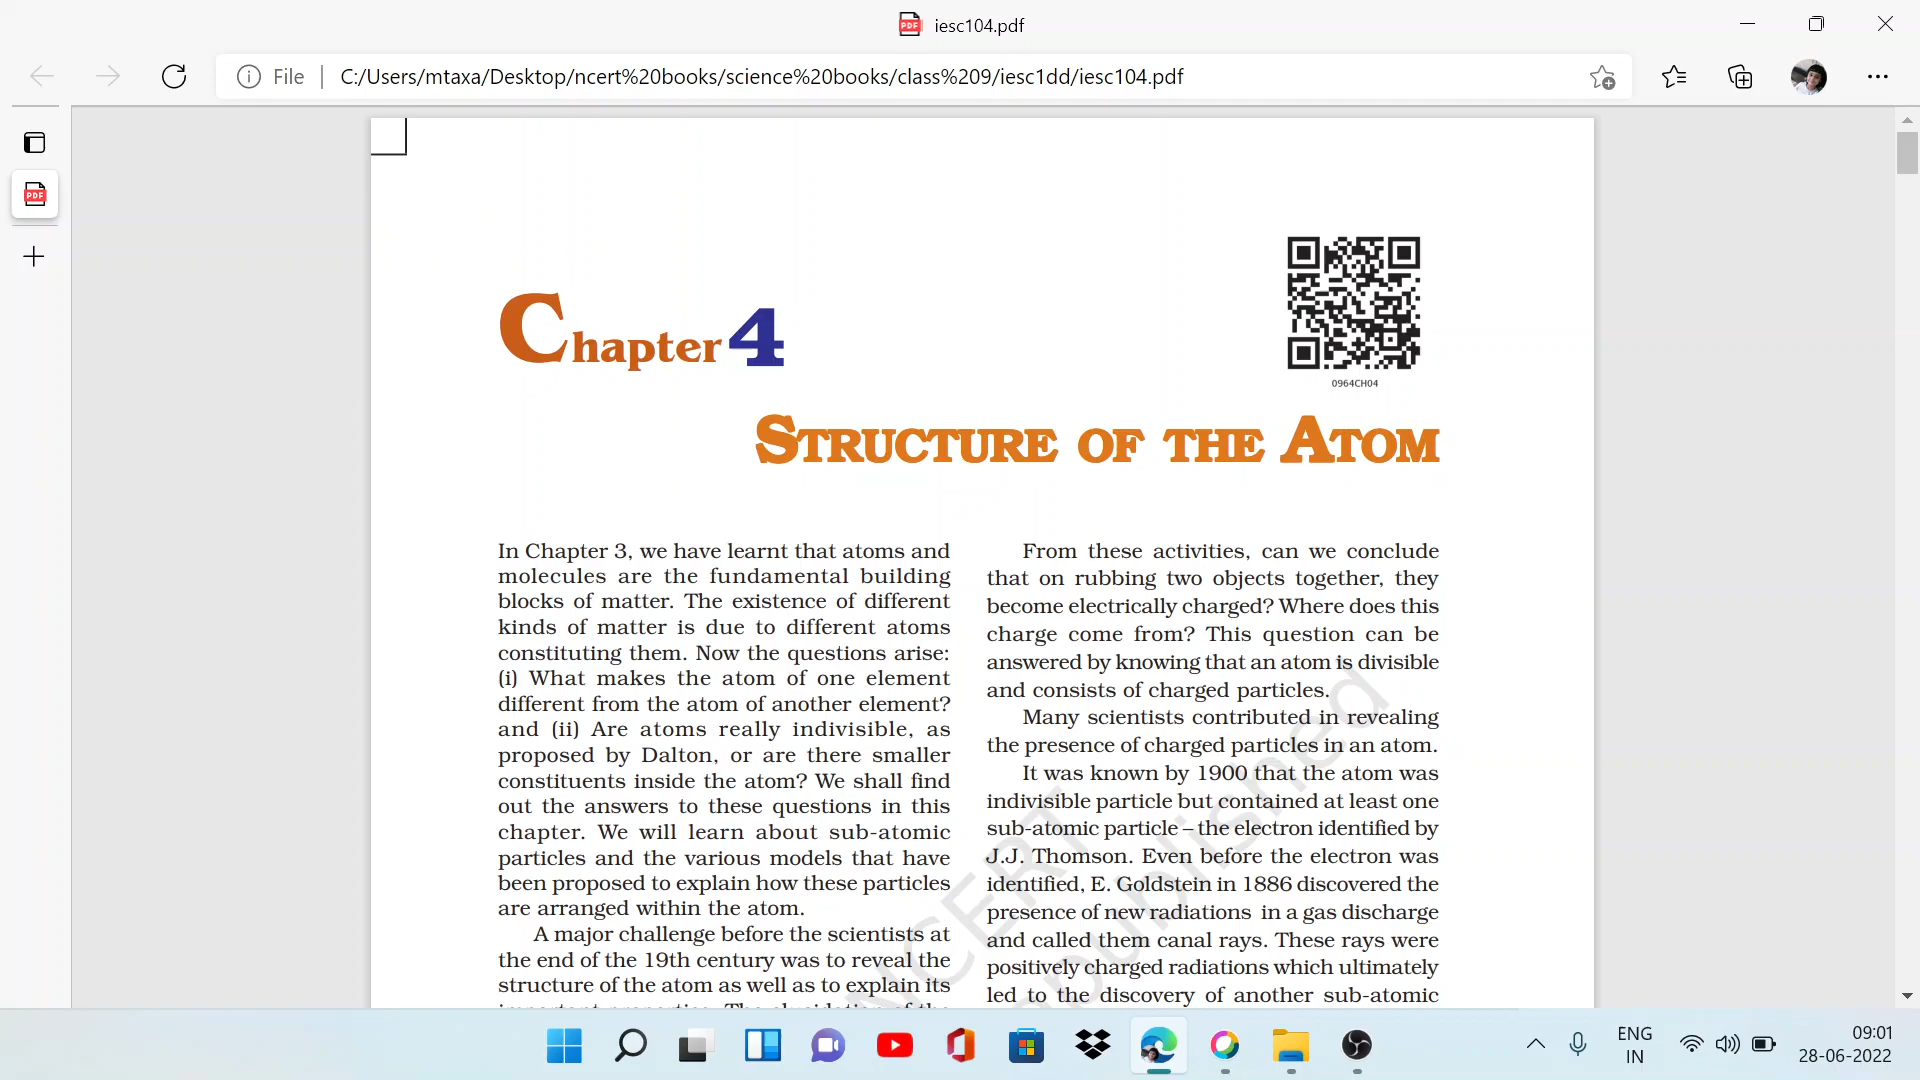 iesc104.pdf
File
C:/Users/mtaxa/Desktop/ncert%20books/science%20books/class%209/iesc1dd/iesc104.pdf
Chapter 4
0964CH04
STRUCTURE OF THE ATOM
In Chapter 3, we have learnt that atoms and
molecules are the fundamental building
blocks of matter. The existence of different
kinds of matter is due to different atoms
constituting them. Now the questions arise:
(i) What makes the atom of one element
different from the atom of another element?
and (ii) Are atoms really indivisible, as
proposed by Dalton, or are there smaller
constituents inside the atom? We shall find
out the answers to these questions in this
chapter. We will learn about sub-atomic
particles and the various models that have
been proposed to explain how these particles
are arranged within the atom.
A major challenge before the scientists at
the end of the 19th century was to reveal the
structure of the atom as well as to explain its
From these activities, can we conclude
that on rubbing two objects together, they
become electrically charged? Where does this
charge come from? This question can be
answered by knowing that an atom is divisible
and consists of charged particles.
Many scientists contributed in revealing
the presence of charged particles in an atom.
It was known by 1900 that the atom was
indivisible particle but contained at least one
sub-atomic particle – the electron identified by
J.J. Thomson. Even before the electron was
identified, E. Goldstein in 1886 discovered the
presence of new radiations in a gas discharge
and called them canal rays. These rays were
positively charged radiations which ultimately
led to the discovery of another sub-atomic
NCERT
published
ENG
IN
09:01
28-06-2022